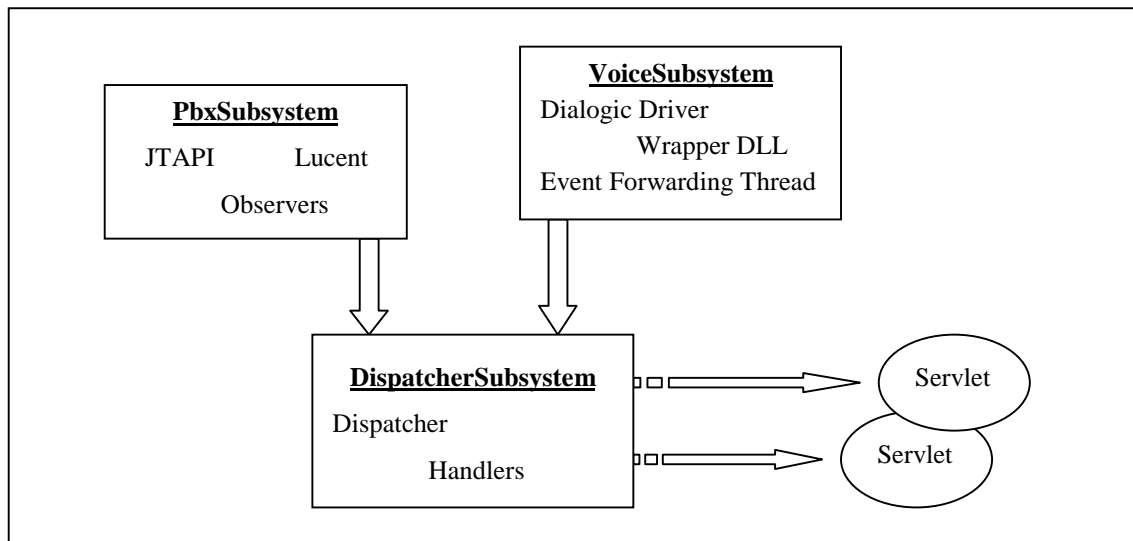 PbxSubsystem
JTAPI Lucent
Observers
VoiceSubsystem
Dialogic Driver
Wrapper DLL
Event Forwarding Thread
DispatcherSubsystem
Dispatcher
Handlers
Servlet
Servlet